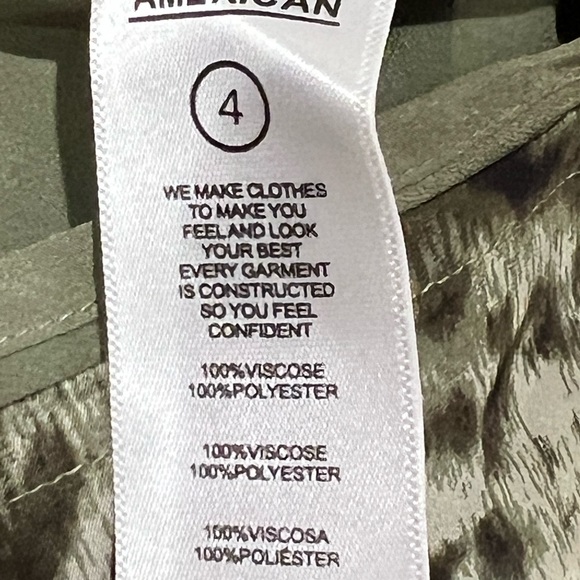 AMERICAN
4
WE MAKE CLOTHES
TO MAKE YOU
FEEL AND LOOK
YOUR BEST
EVERY GARMENT
IS CONSTRUCTED
SO YOU FEEL
CONFIDENT
100%VISCOSE
100%POLYESTER
100%VISCOSE
100%POLYESTER
100%VISCOSA
100%POLIÉSTER